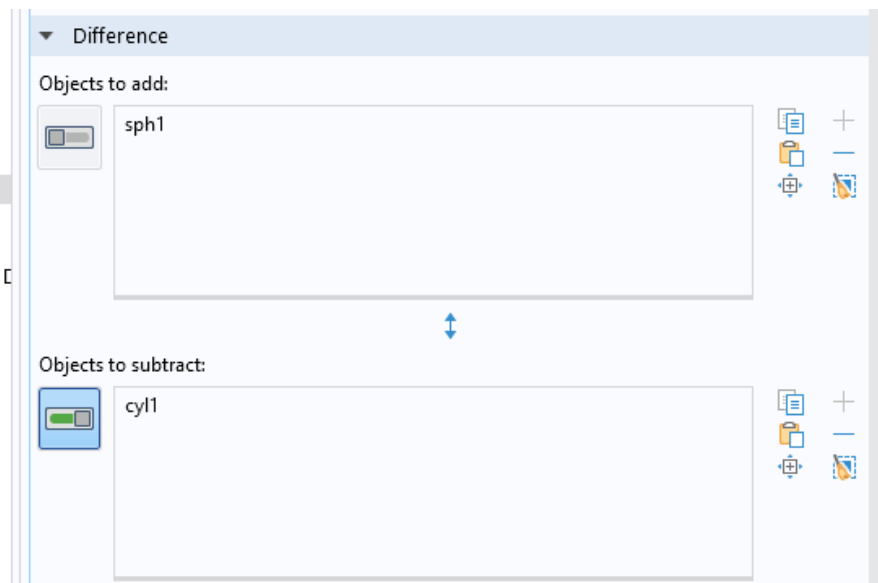 Difference
Objects to add:
sph1
Objects to subtract:
cyl1